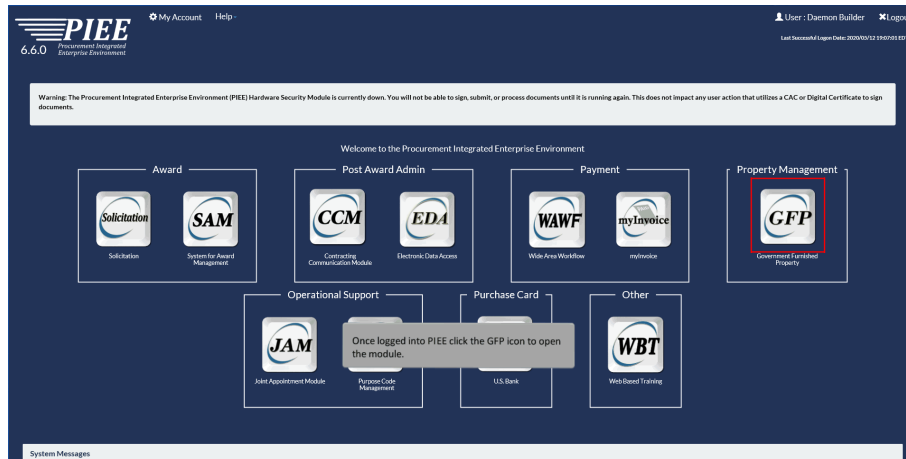 My Account Help
User : Daemon Builder Logou
PIEE
6.6.0 Procurement Integrated
Enterprise Environment
Last Successful Logon Date: 2020/03/12 19:07:01 EDT
Warning: The Procurement Integrated Enterprise Environment (PIEE) Hardware Security Module is currently down. You will not be able to sign, submit, or process documents until it is running again. This does not impact any user action that utilizes a CAC or Digital Certificate to sign
documents.
Welcome to the Procurement Integrated Enterprise Environment
Award
Solicitation
SAM
Solicitation
System for Award
Management
Post Award Admin
CCM
EDA
Contracting
Communication Module
Electronic Data Access
Payment
WAWF
myInvoice
Wide Area Workflow
myInvoice
Property Management
GFP
Government Furnished
Property
Operational Support
JAM
Joint Appointment Module
Purpose Code
Management
Purchase Card
U.S. Bank
Other
WBT
Web Based Training
Once logged into PIEE click the GFP icon to open
the module.
System Messages